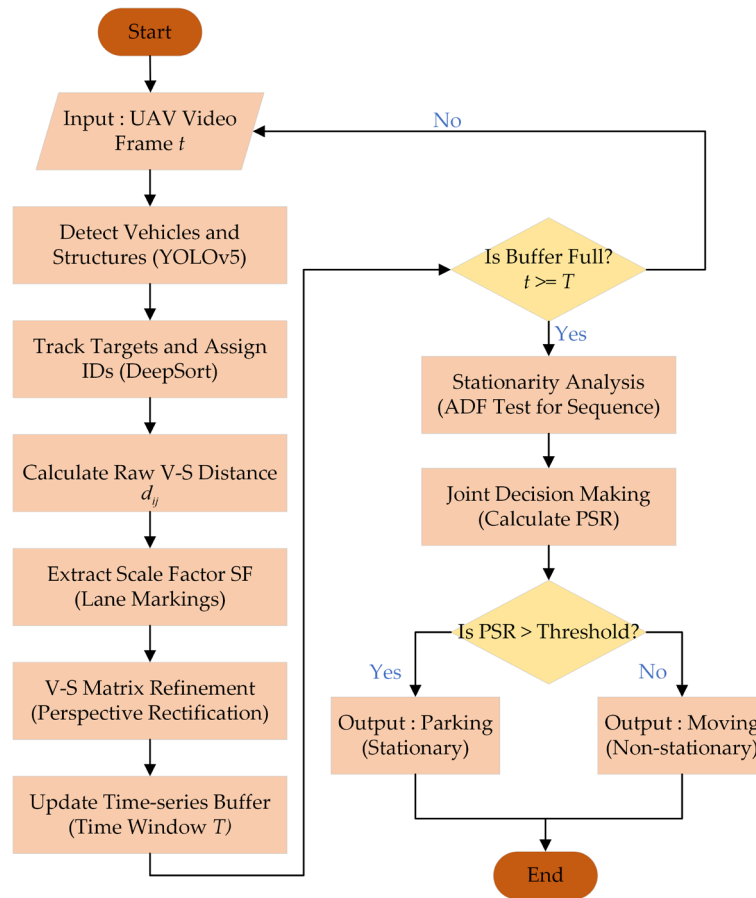 Start
Input : UAV Video
Frame t
Detect Vehicles and
Structures (YOLOv5)
Track Targets and Assign
IDs (DeepSort)
Calculate Raw V-S Distance
d_ij
Extract Scale Factor SF
(Lane Markings)
V-S Matrix Refinement
(Perspective Rectification)
Update Time-series Buffer
(Time Window T)
No
Is Buffer Full?
t >= T
Yes
Stationarity Analysis
(ADF Test for Sequence)
Joint Decision Making
(Calculate PSR)
Is PSR > Threshold?
Yes
No
Output : Parking
(Stationary)
Output : Moving
(Non-stationary)
End